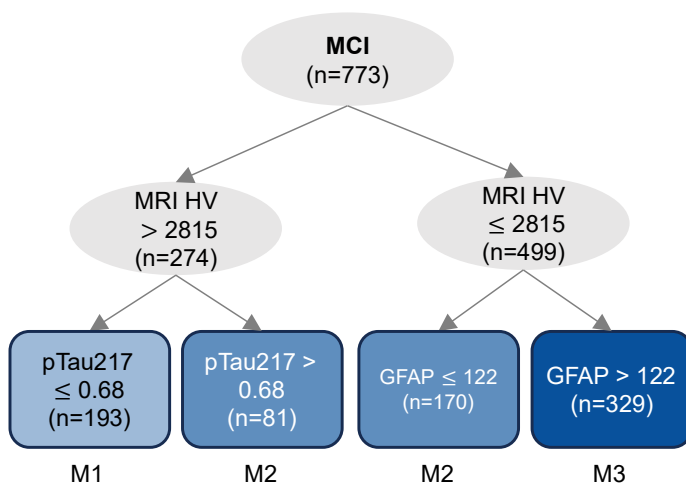 MCI
(n=773)
MRI HV
> 2815
(n=274)
MRI HV
≤ 2815
(n=499)
pTau217
≤ 0.68
(n=193)
pTau217 >
0.68
(n=81)
GFAP ≤ 122
(n=170)
GFAP > 122
(n=329)
M1
M2
M2
M3